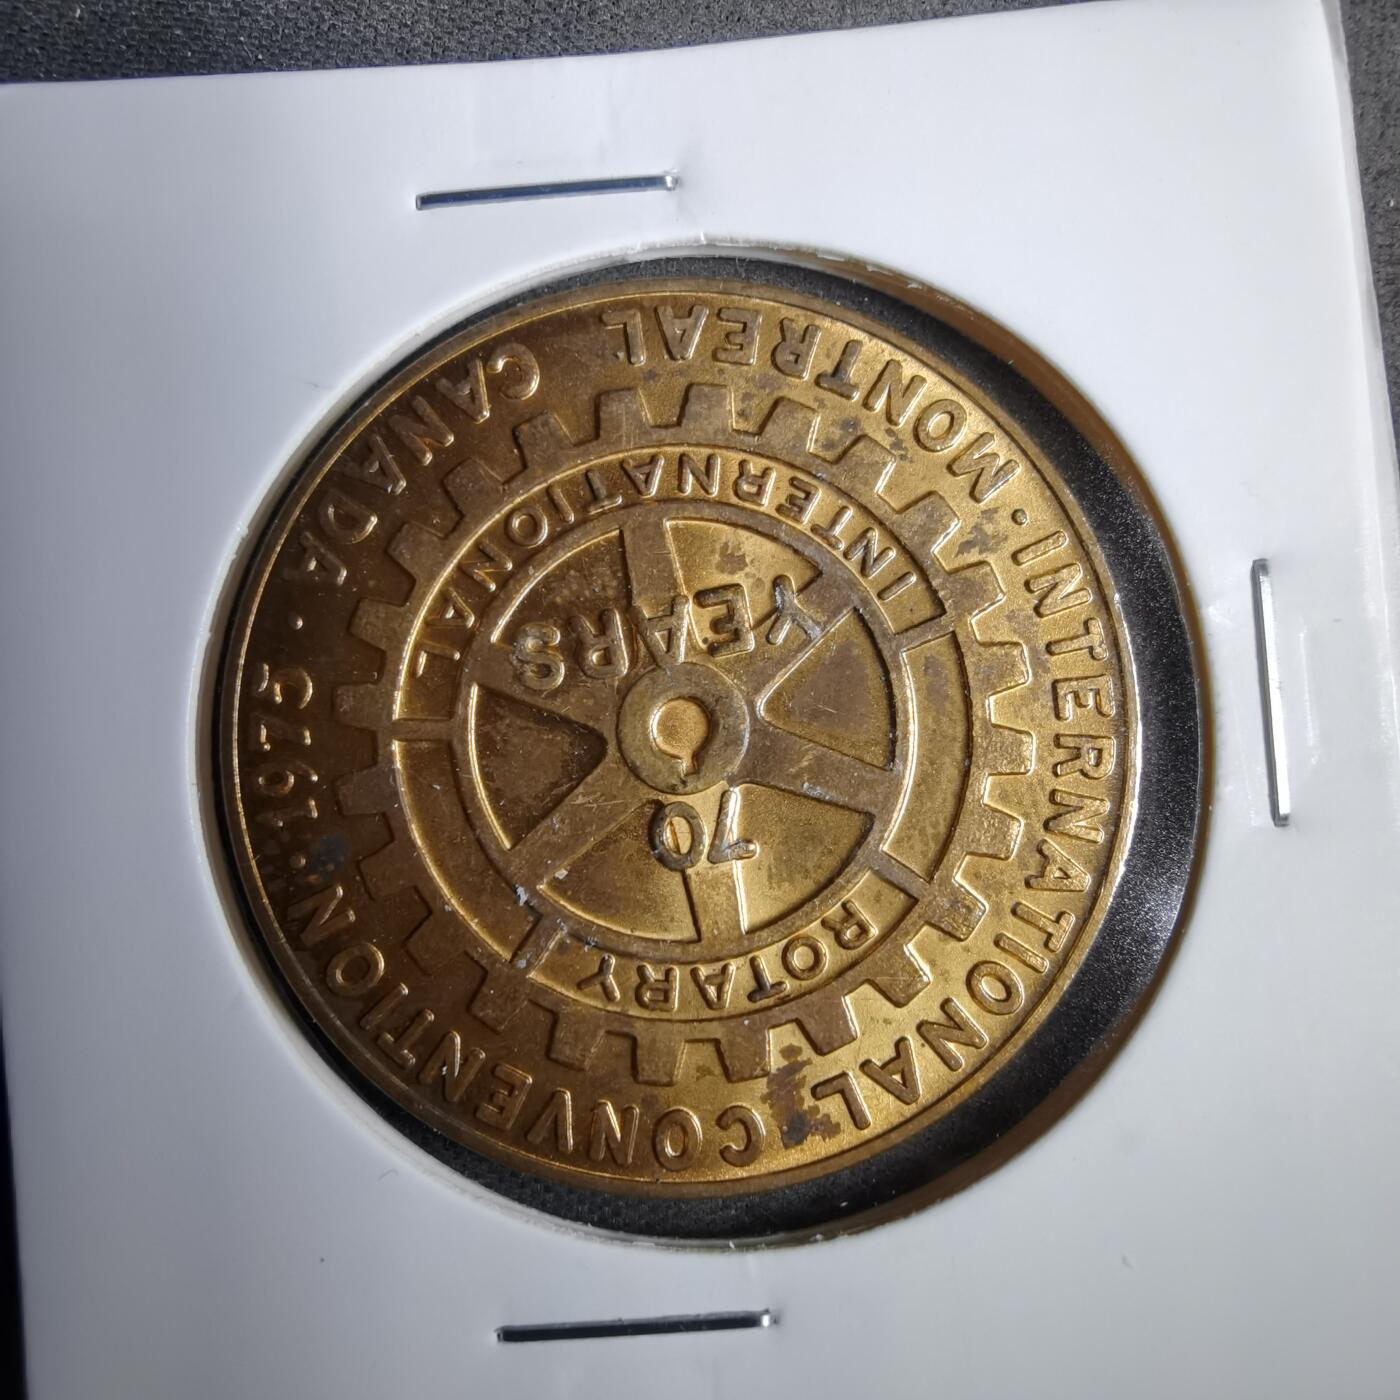 INTERNATIONAL CONVENTION · 1975 ·
MONTREAL CANADA
ROTARY
INTERNATIONAL
70
YEARS